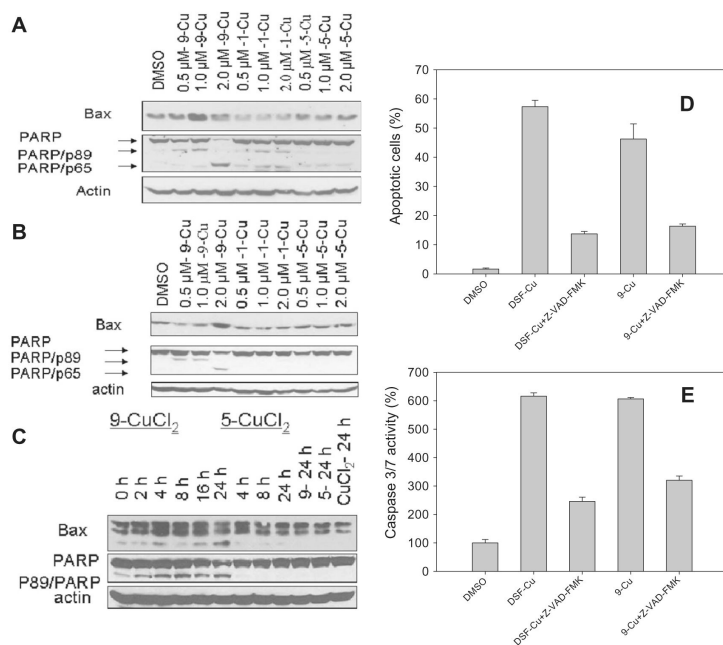 A
DMSO
0.5 µM- 9-Cu
1.0 µM -9-Cu
2.0 µM -9-Cu
0.5 µM -1-Cu
1.0 µM -1-Cu
2.0 µM -1-Cu
0.5 µM -5-Cu
1.0 µM -5-Cu
2.0 µM -5-Cu
Bax
PARP
PARP/p89
PARP/p65
Actin
B
DMSO
0.5 µM- 9-Cu
1.0 µM -9-Cu
2.0 µM -9-Cu
0.5 µM -1-Cu
1.0 µM -1-Cu
2.0 µM -1-Cu
0.5 µM -5-Cu
1.0 µM -5-Cu
2.0 µM -5-Cu
Bax
PARP
PARP/p89
PARP/p65
actin
C
9-CuCl2
5-CuCl2
0 h
2 h
4 h
8 h
16 h
24 h
4 h
8 h
24 h
9- 24 h
5- 24 h
CuCl2- 24 h
Bax
PARP
P89/PARP
actin
D
Apoptotic cells (%)
70
60
50
40
30
20
10
0
DMSO
DSF-Cu
DSF-Cu+Z-VAD-FMK
9-Cu
9-Cu+Z-VAD-FMK
E
Caspase 3/7 activity (%)
700
600
500
400
300
200
100
0
DMSO
DSF-Cu
DSF-Cu+Z-VAD-FMK
9-Cu
9-Cu+Z-VAD-FMK